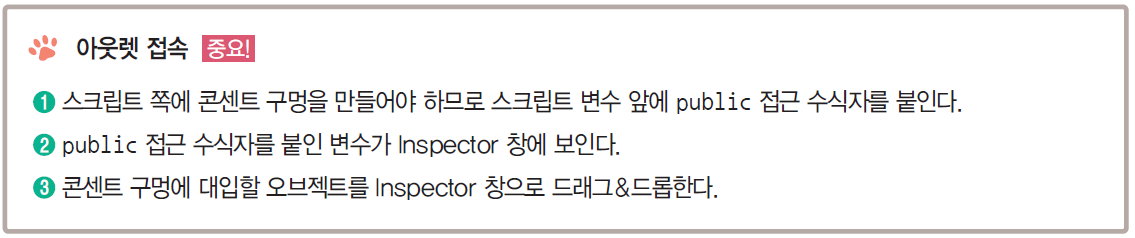 아웃렛 접속 중요!
❶ 스크립트 쪽에 콘센트 구멍을 만들어야 하므로 스크립트 변수 앞에 public 접근 수식자를 붙인다.
❷ public 접근 수식자를 붙인 변수가 Inspector 창에 보인다.
❸ 콘센트 구멍에 대입할 오브젝트를 Inspector 창으로 드래그&드롭한다.